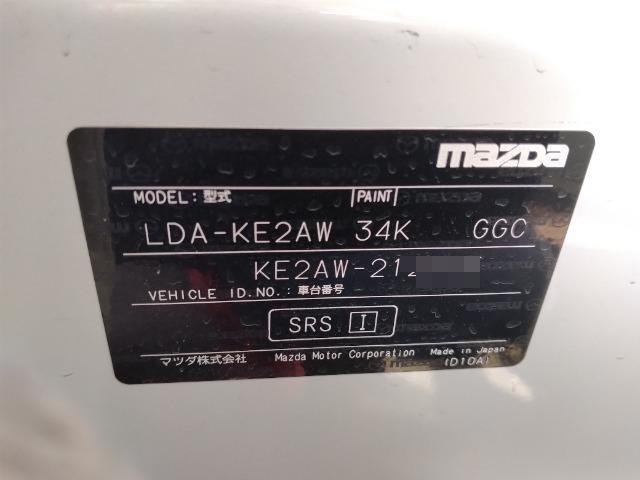 mazda
MODEL: 型式 PAINT
LDA-KE2AW 34K GGC
KE2AW-212
VEHICLE ID.NO.: 車台番号
SRS I
マツダ株式会社 Mazda Motor Corporation Made in Japan
(D10A)